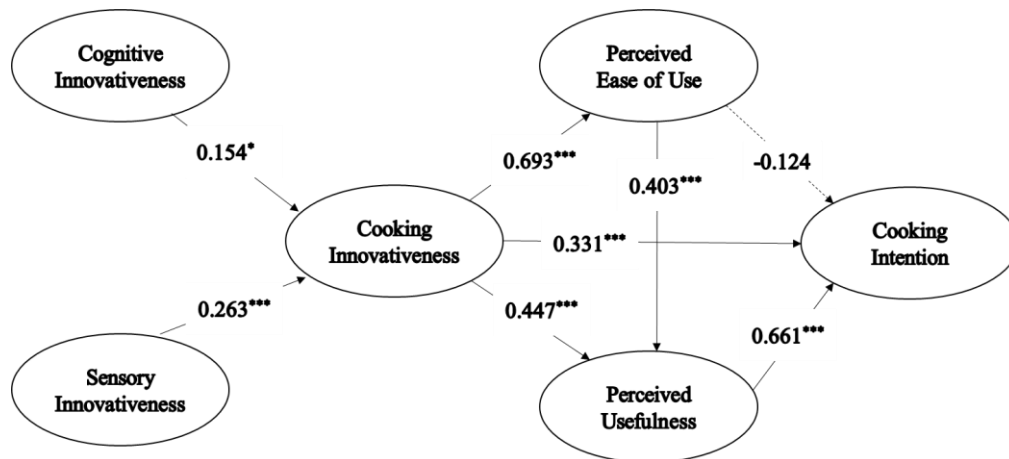 Cognitive
Innovativeness
Perceived
Ease of Use
0.154*
0.693***
-0.124
0.403***
Cooking
Innovativeness
0.331***
Cooking
Intention
0.263***
0.447***
0.661***
Sensory
Innovativeness
Perceived
Usefulness